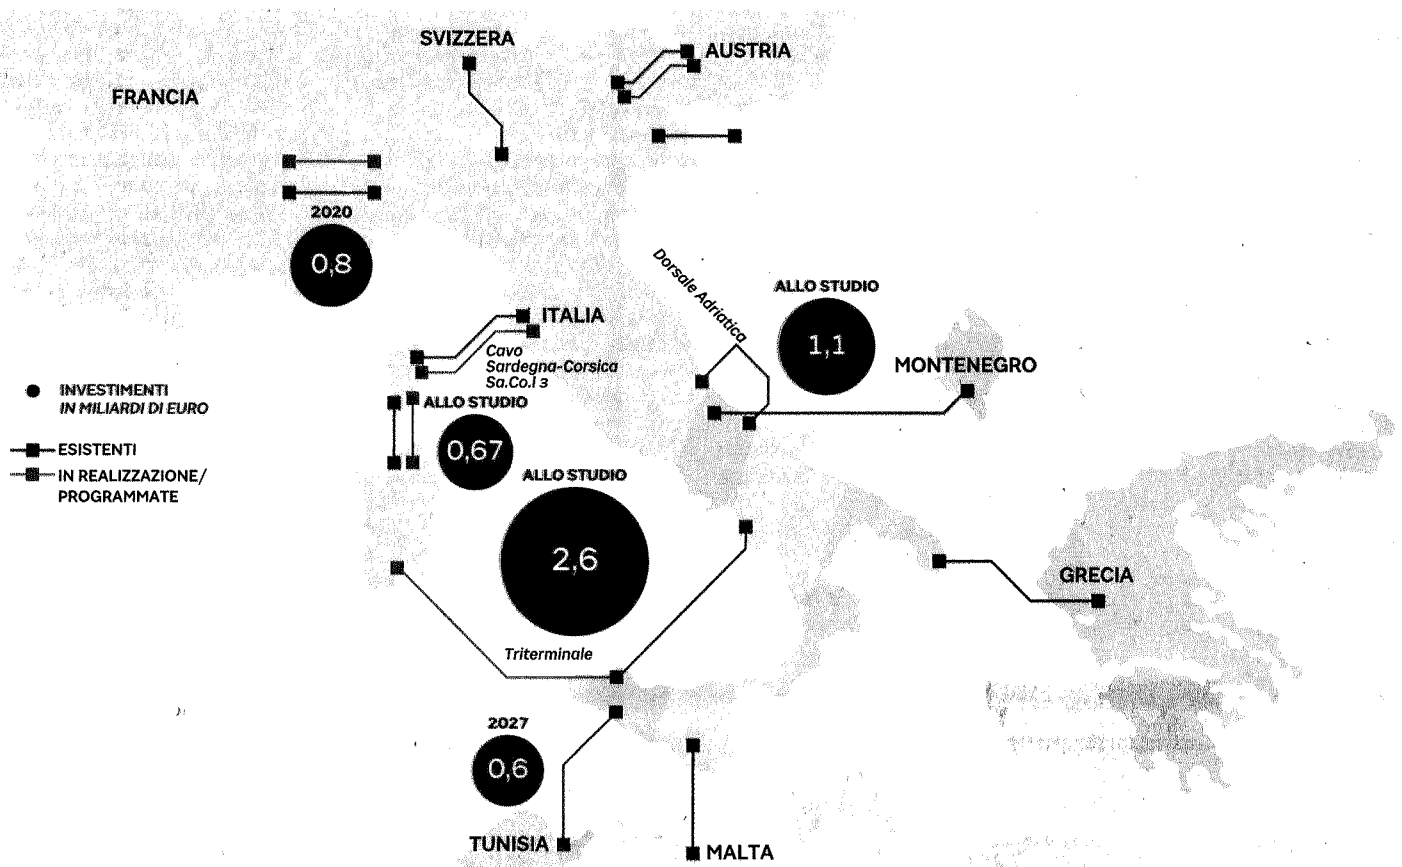 SVIZZERA
AUSTRIA
FRANCIA
2020
0,8
Dorsale Adriatica
ALLO STUDIO
1,1
ITALIA
Cavo
Sardegna-Corsica
Sa.Co.I 3
MONTENEGRO
INVESTIMENTI
IN MILIARDI DI EURO
ALLO STUDIO
0,67
ESISTENTI
IN REALIZZAZIONE/
PROGRAMMATE
ALLO STUDIO
2,6
GRECIA
Triterminale
2027
0,6
TUNISIA
MALTA